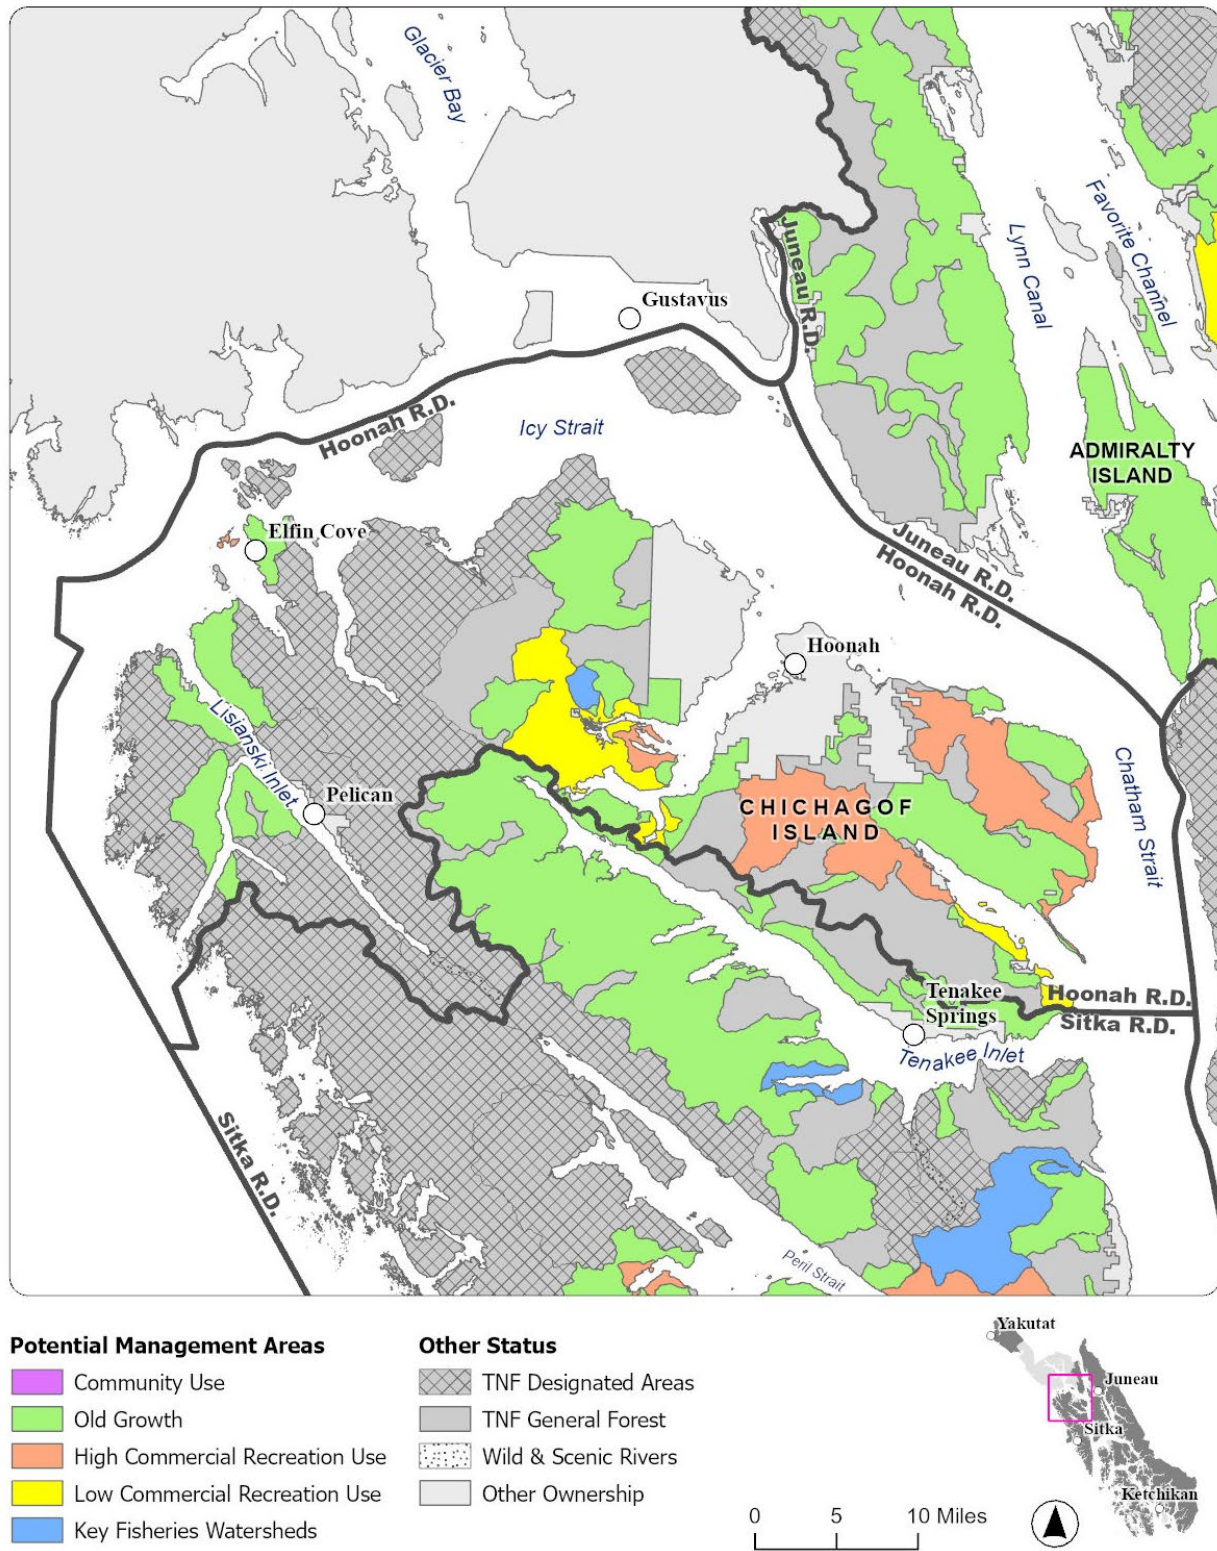 Glacier Bay
Favorite Channel
Lynn Canal
Juneau R.D.
Gustavus
Hoonah R.D.
Icy Strait
ADMIRALTY
ISLAND
Elfin Cove
Juneau R.D.
Hoonah R.D.
Hoonah
Lisianski Inlet
Pelican
CHICHAGOF
ISLAND
Chatham Strait
Tenakee
Springs
Hoonah R.D.
Sitka R.D.
Tenakee Inlet
Sitka R.D.
Peril Strait
Potential Management Areas
Community Use
Old Growth
High Commercial Recreation Use
Low Commercial Recreation Use
Key Fisheries Watersheds
Other Status
TNF Designated Areas
TNF General Forest
Wild & Scenic Rivers
Other Ownership
0 5 10 Miles
Yakutat
Juneau
Sitka
Ketchikan